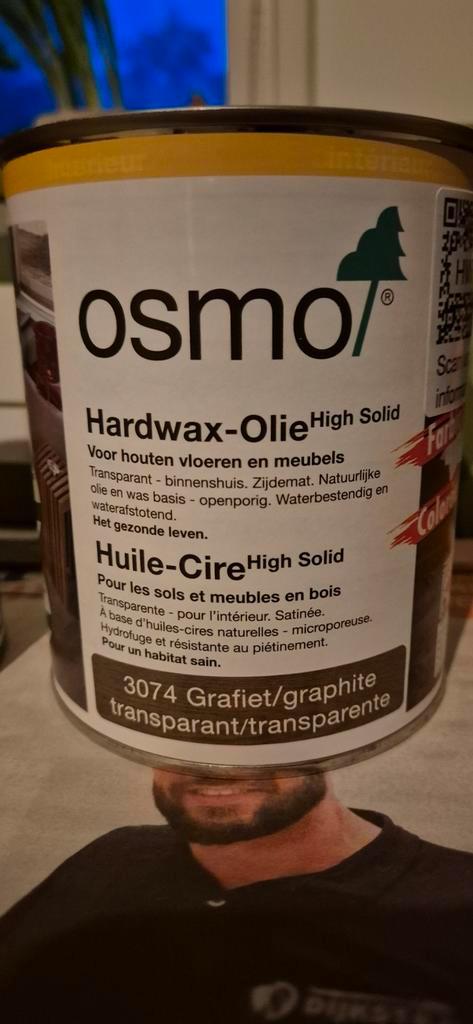 intérieur
osmo®
Hardwax-Olie High Solid
Voor houten vloeren en meubels
Transparant - binnenshuis. Zijdemat. Natuurlijke
olie en was basis - openporig. Waterbestendig en
waterafstotend.
Het gezonde leven.
Huile-Cire High Solid
Pour les sols et meubles en bois
Transparente - pour l'intérieur. Satinée.
À base d'huiles-cires naturelles - microporeuse.
Hydrofuge et résistante au piétinement.
Pour un habitat sain.
3074 Grafiet/graphite
transparant/transparente